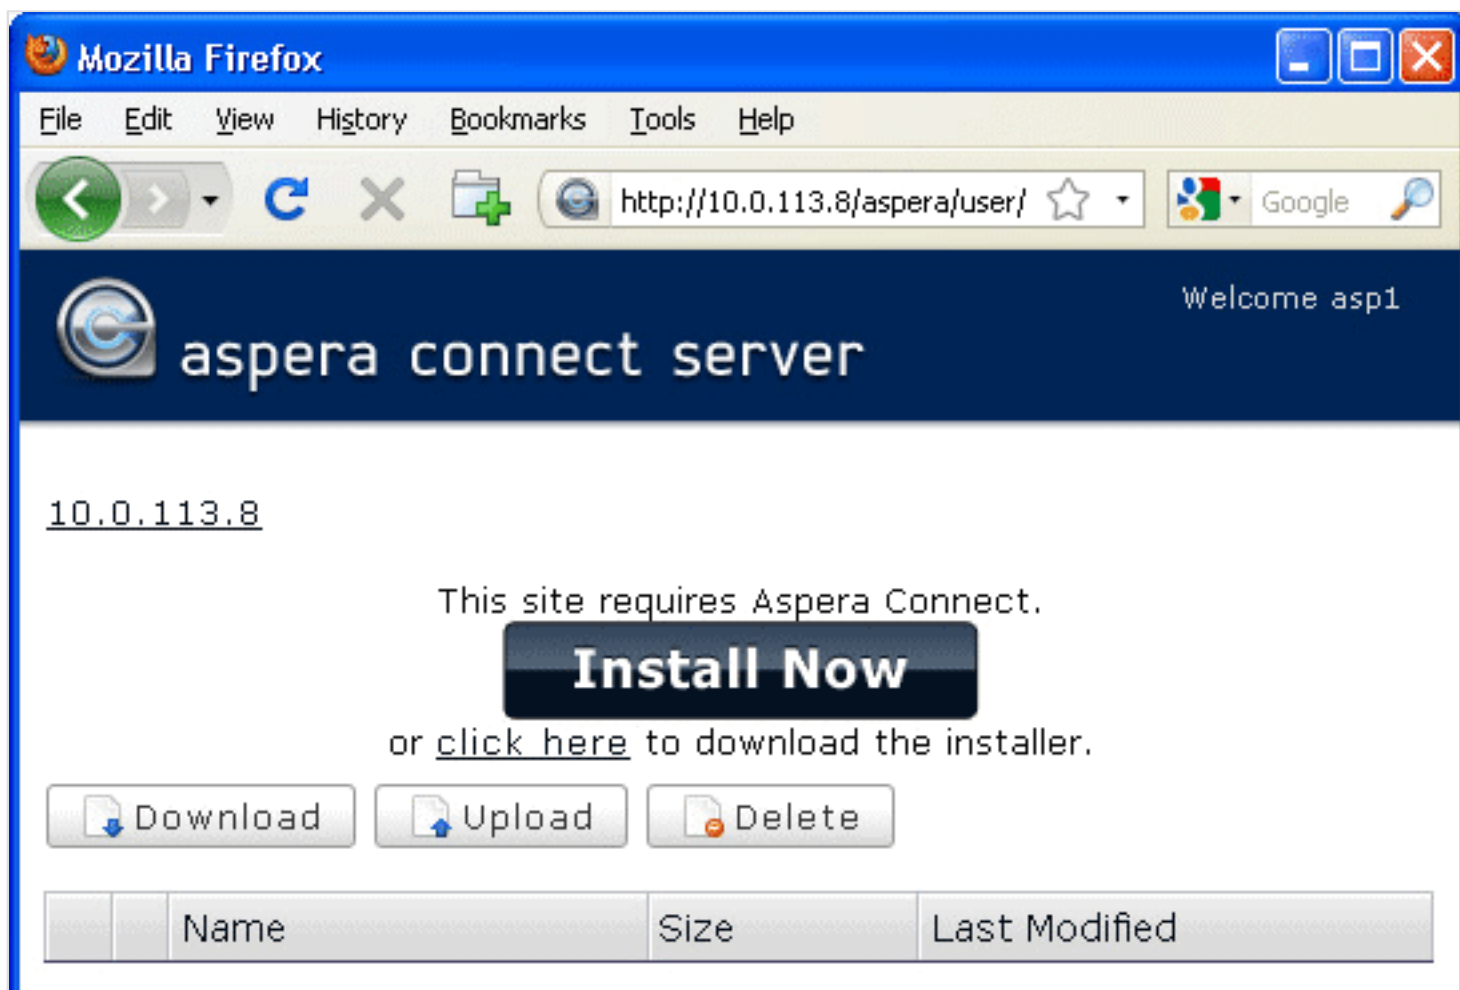 Mozilla Firefox
File Edit View History Bookmarks Tools Help
http://10.0.113.8/aspera/user/ Google
Welcome asp1
aspera connect server
10.0.113.8
This site requires Aspera Connect.
Install Now
or click here to download the installer.
Download Upload Delete
Name Size Last Modified